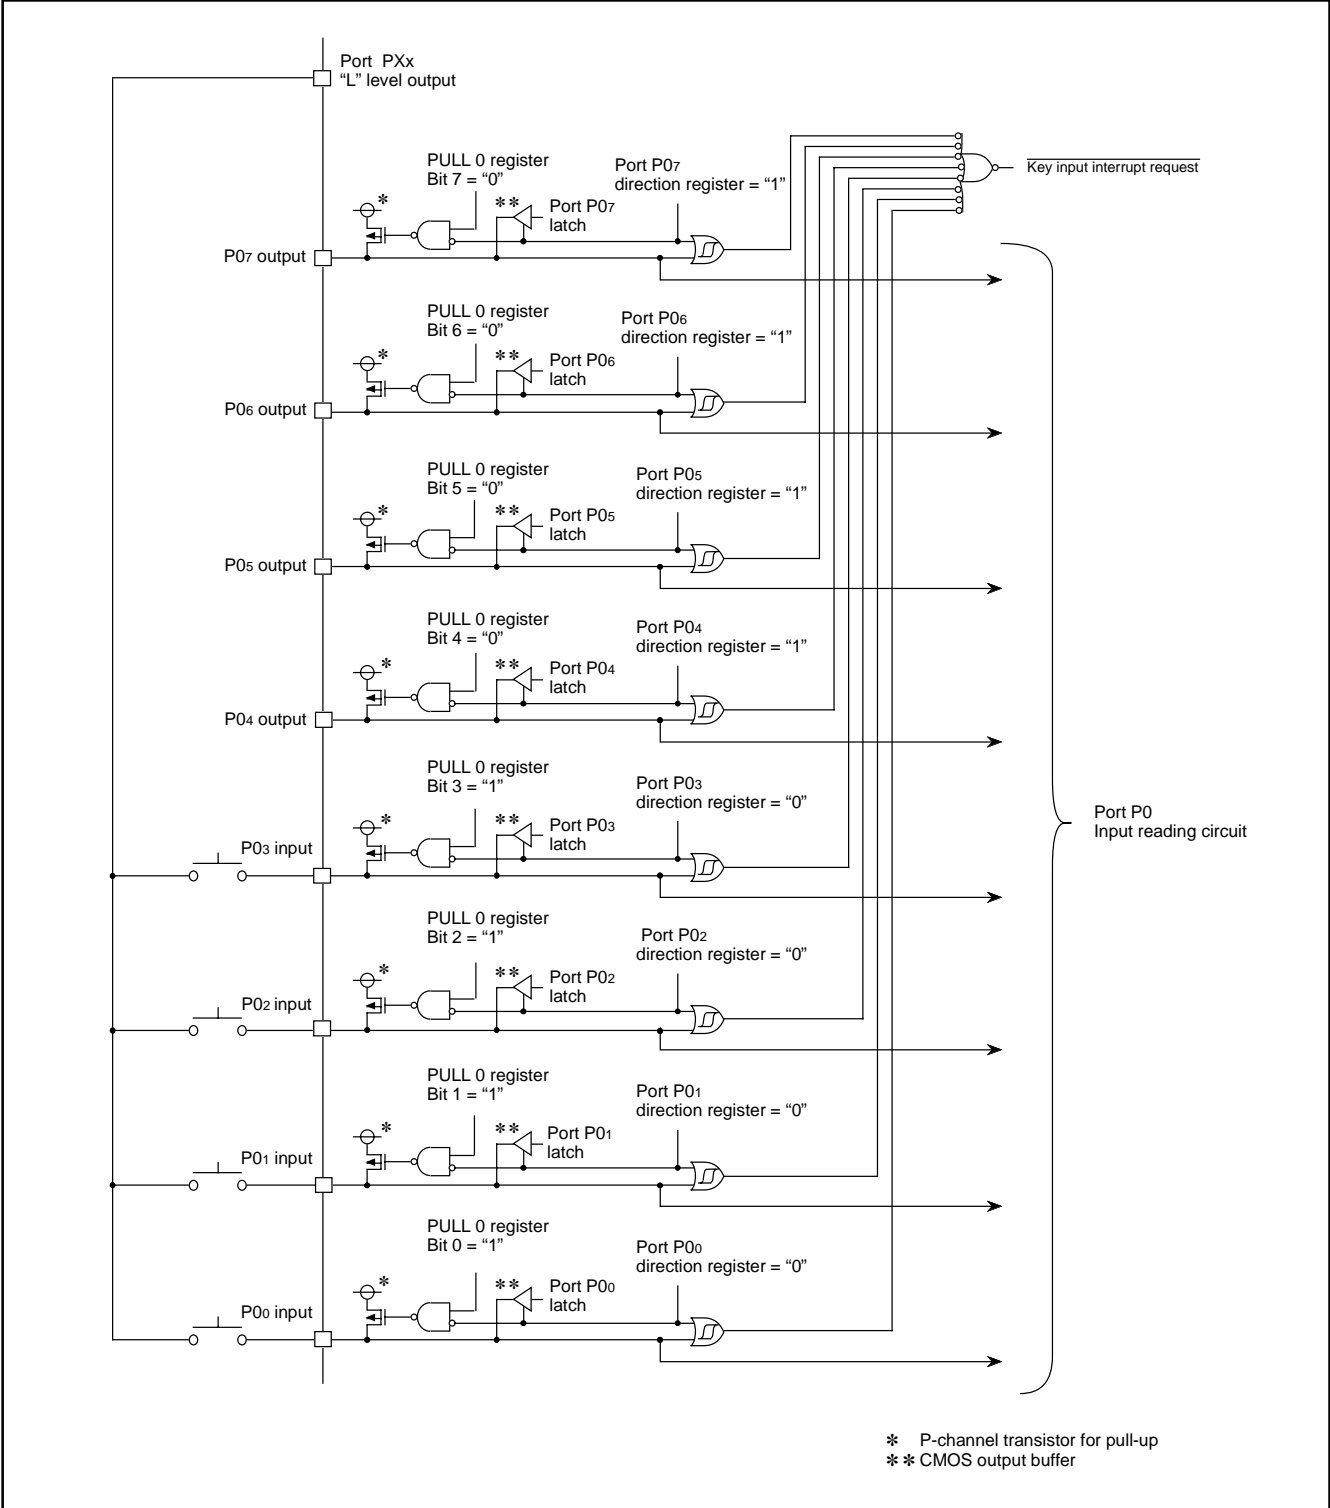 Port PXx
“L” level output
PULL 0 register
Bit 7 = “0”
Port P07
direction register = “1”
Key input interrupt request
*
**
Port P07
latch
P07 output
PULL 0 register
Bit 6 = “0”
Port P06
direction register = “1”
*
**
Port P06
latch
P06 output
PULL 0 register
Bit 5 = “0”
Port P05
direction register = “1”
*
**
Port P05
latch
P05 output
PULL 0 register
Bit 4 = “0”
Port P04
direction register = “1”
*
**
Port P04
latch
P04 output
PULL 0 register
Bit 3 = “1”
Port P03
direction register = “0”
*
**
Port P03
latch
P03 input
Port P0
Input reading circuit
PULL 0 register
Bit 2 = “1”
Port P02
direction register = “0”
*
**
Port P02
latch
P02 input
PULL 0 register
Bit 1 = “1”
Port P01
direction register = “0”
*
**
Port P01
latch
P01 input
PULL 0 register
Bit 0 = “1”
Port P00
direction register = “0”
*
**
Port P00
latch
P00 input
* P-channel transistor for pull-up
** CMOS output buffer